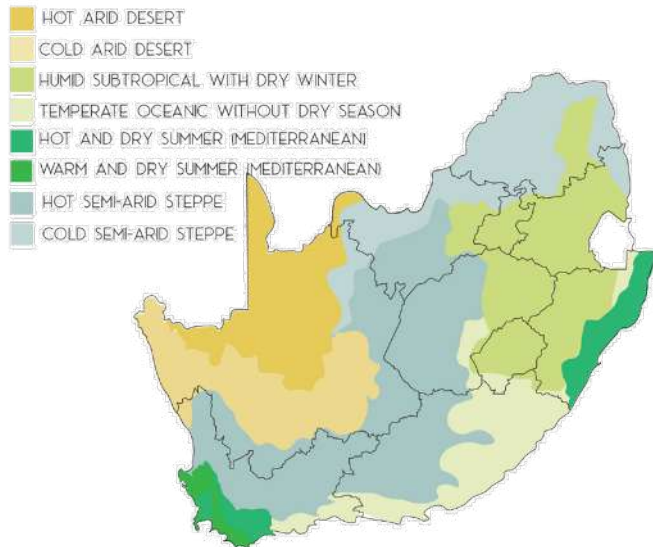 HOT ARID DESERT
COLD ARID DESERT
HUMID SUBTROPICAL WITH DRY WINTER
TEMPERATE OCEANIC WITHOUT DRY SEASON
HOT AND DRY SUMMER (MEDITERRANEAN)
WARM AND DRY SUMMER (MEDITERRANEAN)
HOT SEMI-ARID STEPPE
COLD SEMI-ARID STEPPE